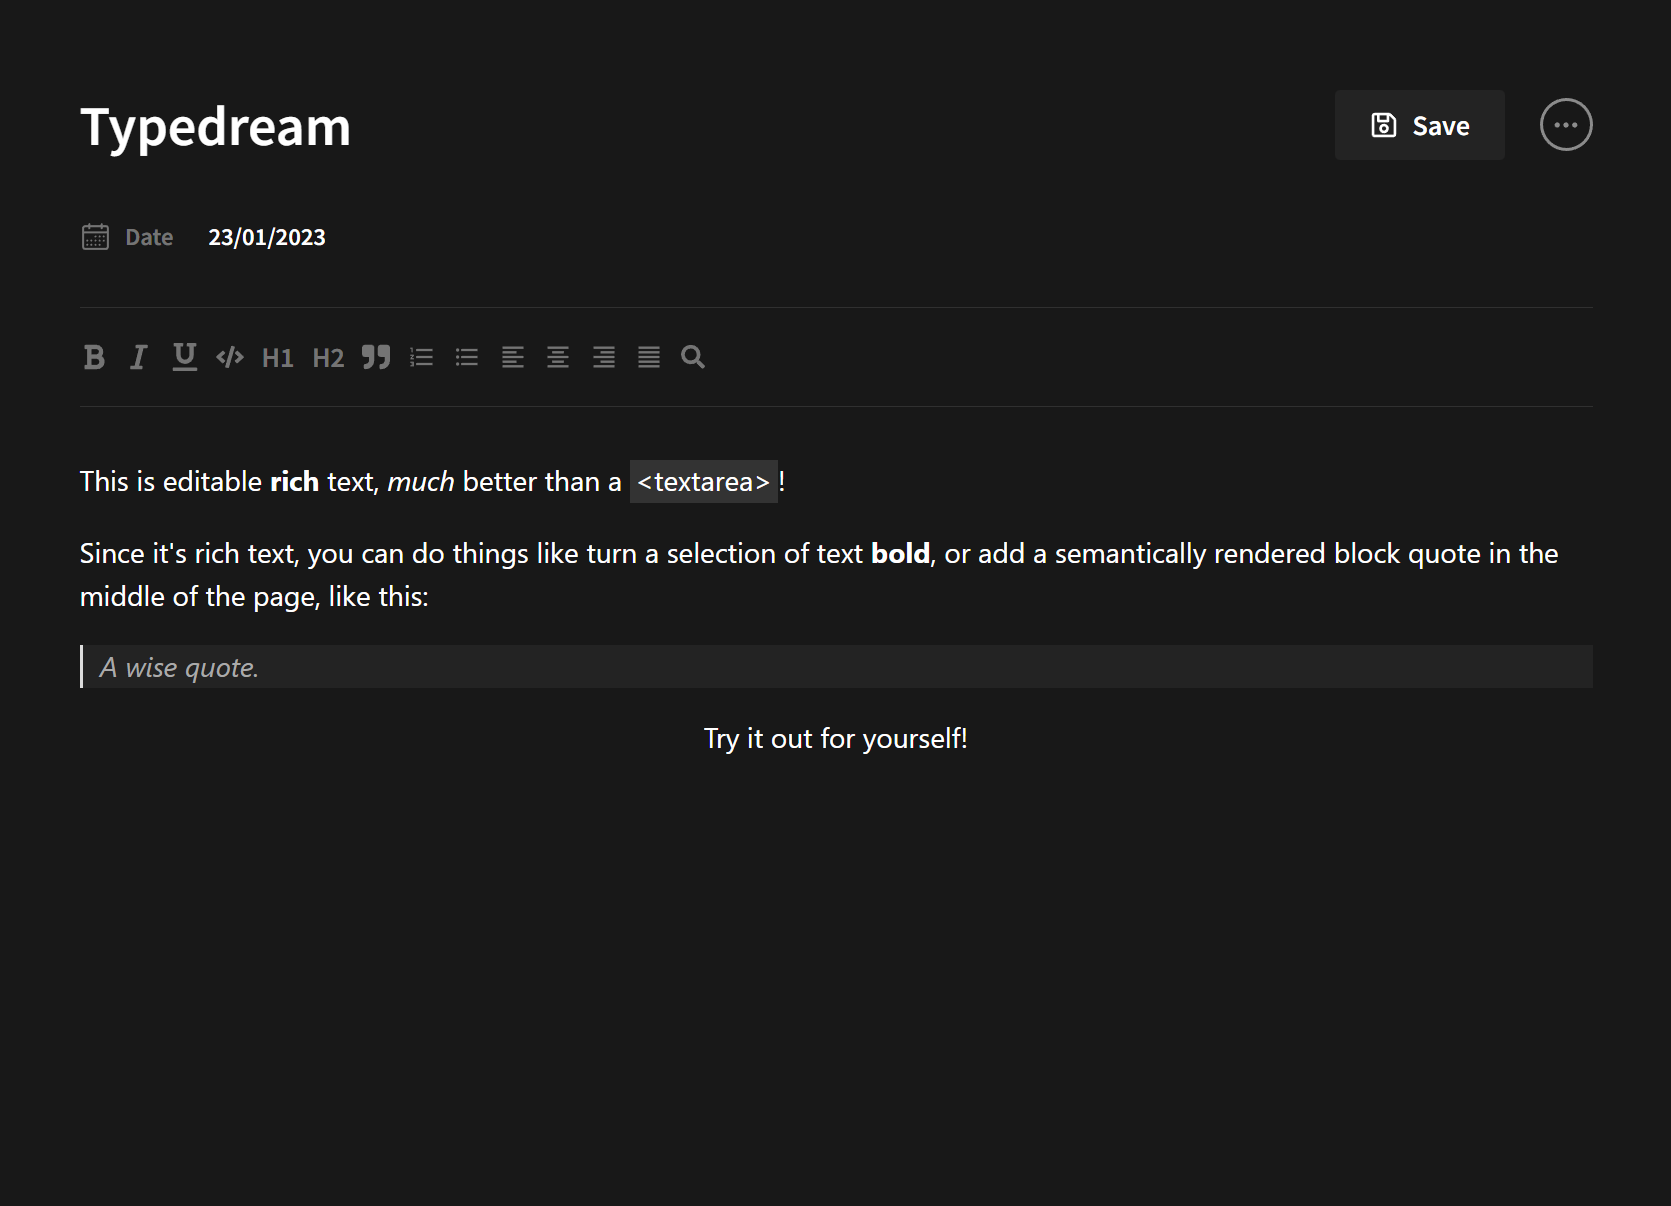 Typedream
Save
Date 23/01/2023
H1 H2
This is editable rich text, much better than a <textarea>!
Since it's rich text, you can do things like turn a selection of text bold, or add a semantically rendered block quote in the
middle of the page, like this:
A wise quote.
Try it out for yourself!